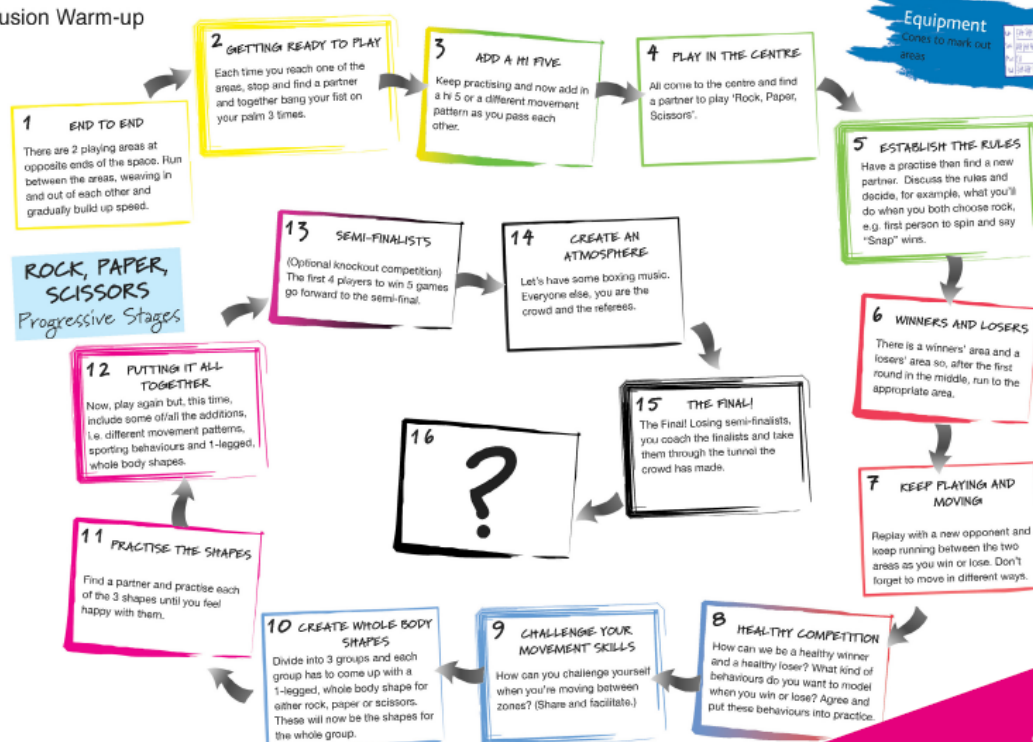 usion Warm-up
Equipment
Cones to mark out
areas
1 END TO END
There are 2 playing areas at
opposite ends of the space. Run
between the areas, weaving in
and out of each other and
gradually build up speed.
2 GETTING READY TO PLAY
Each time you reach one of the
areas, stop and find a partner
and together bang your fist on
your palm 3 times.
3 ADD A HI FIVE
Keep practising and now add in
a hi 5 or a different movement
pattern as you pass each
other.
4 PLAY IN THE CENTRE
All come to the centre and find
a partner to play 'Rock, Paper,
Scissors'.
5 ESTABLISH THE RULES
Have a practise then find a new
partner. Discuss the rules and
decide, for example, what you'll
do when you both choose rock,
e.g. first person to spin and say
"Snap" wins.
6 WINNERS AND LOSERS
There is a winners' area and a
losers' area so, after the first
round in the middle, run to the
appropriate area.
7 KEEP PLAYING AND
MOVING
Replay with a new opponent and
keep running between the two
areas as you win or lose. Don't
forget to move in different ways.
8 HEALTHY COMPETITION
How can we be a healthy winner
and a healthy loser? What kind of
behaviours do you want to model
when you win or lose? Agree and
put these behaviours into practice.
9 CHALLENGE YOUR
MOVEMENT SKILLS
How can you challenge yourself
when you're moving between
zones? (Share and facilitate.)
10 CREATE WHOLE BODY
SHAPES
Divide into 3 groups and each
group has to come up with a
1-legged, whole body shape for
either rock, paper or scissors.
These will now be the shapes for
the whole group.
11 PRACTISE THE SHAPES
Find a partner and practise each
of the 3 shapes until you feel
happy with them.
12 PUTTING IT ALL
TOGETHER
Now, play again but, this time,
include some of/all the additions,
i.e. different movement patterns,
sporting behaviours and 1-legged,
whole body shapes.
ROCK, PAPER,
SCISSORS
Progressive Stages
13 SEMI-FINALISTS
(Optional knockout competition)
The first 4 players to win 5 games
go forward to the semi-final.
14 CREATE AN
ATMOSPHERE
Let's have some boxing music.
Everyone else, you are the
crowd and the referees.
15 THE FINAL!
The Final! Losing semi-finalists,
you coach the finalists and take
them through the tunnel the
crowd has made.
16
?